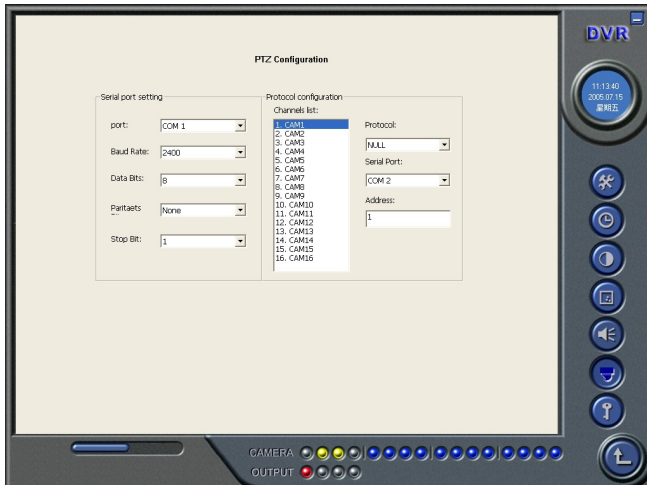 DVR
PTZ Configuration
11:13:40
2005.07.15
星期五
Serial port setting
port:
COM 1
Baud Rate:
2400
Data Bits:
8
Paritaets
None
Stop Bit:
1
Protocol configuration
Channels list:
1. CAM1
2. CAM2
3. CAM3
4. CAM4
5. CAM5
6. CAM6
7. CAM7
8. CAM8
9. CAM9
10. CAM10
11. CAM11
12. CAM12
13. CAM13
14. CAM14
15. CAM15
16. CAM16
Protocol:
NULL
Serial Port:
COM 2
Address:
1
CAMERA
OUTPUT